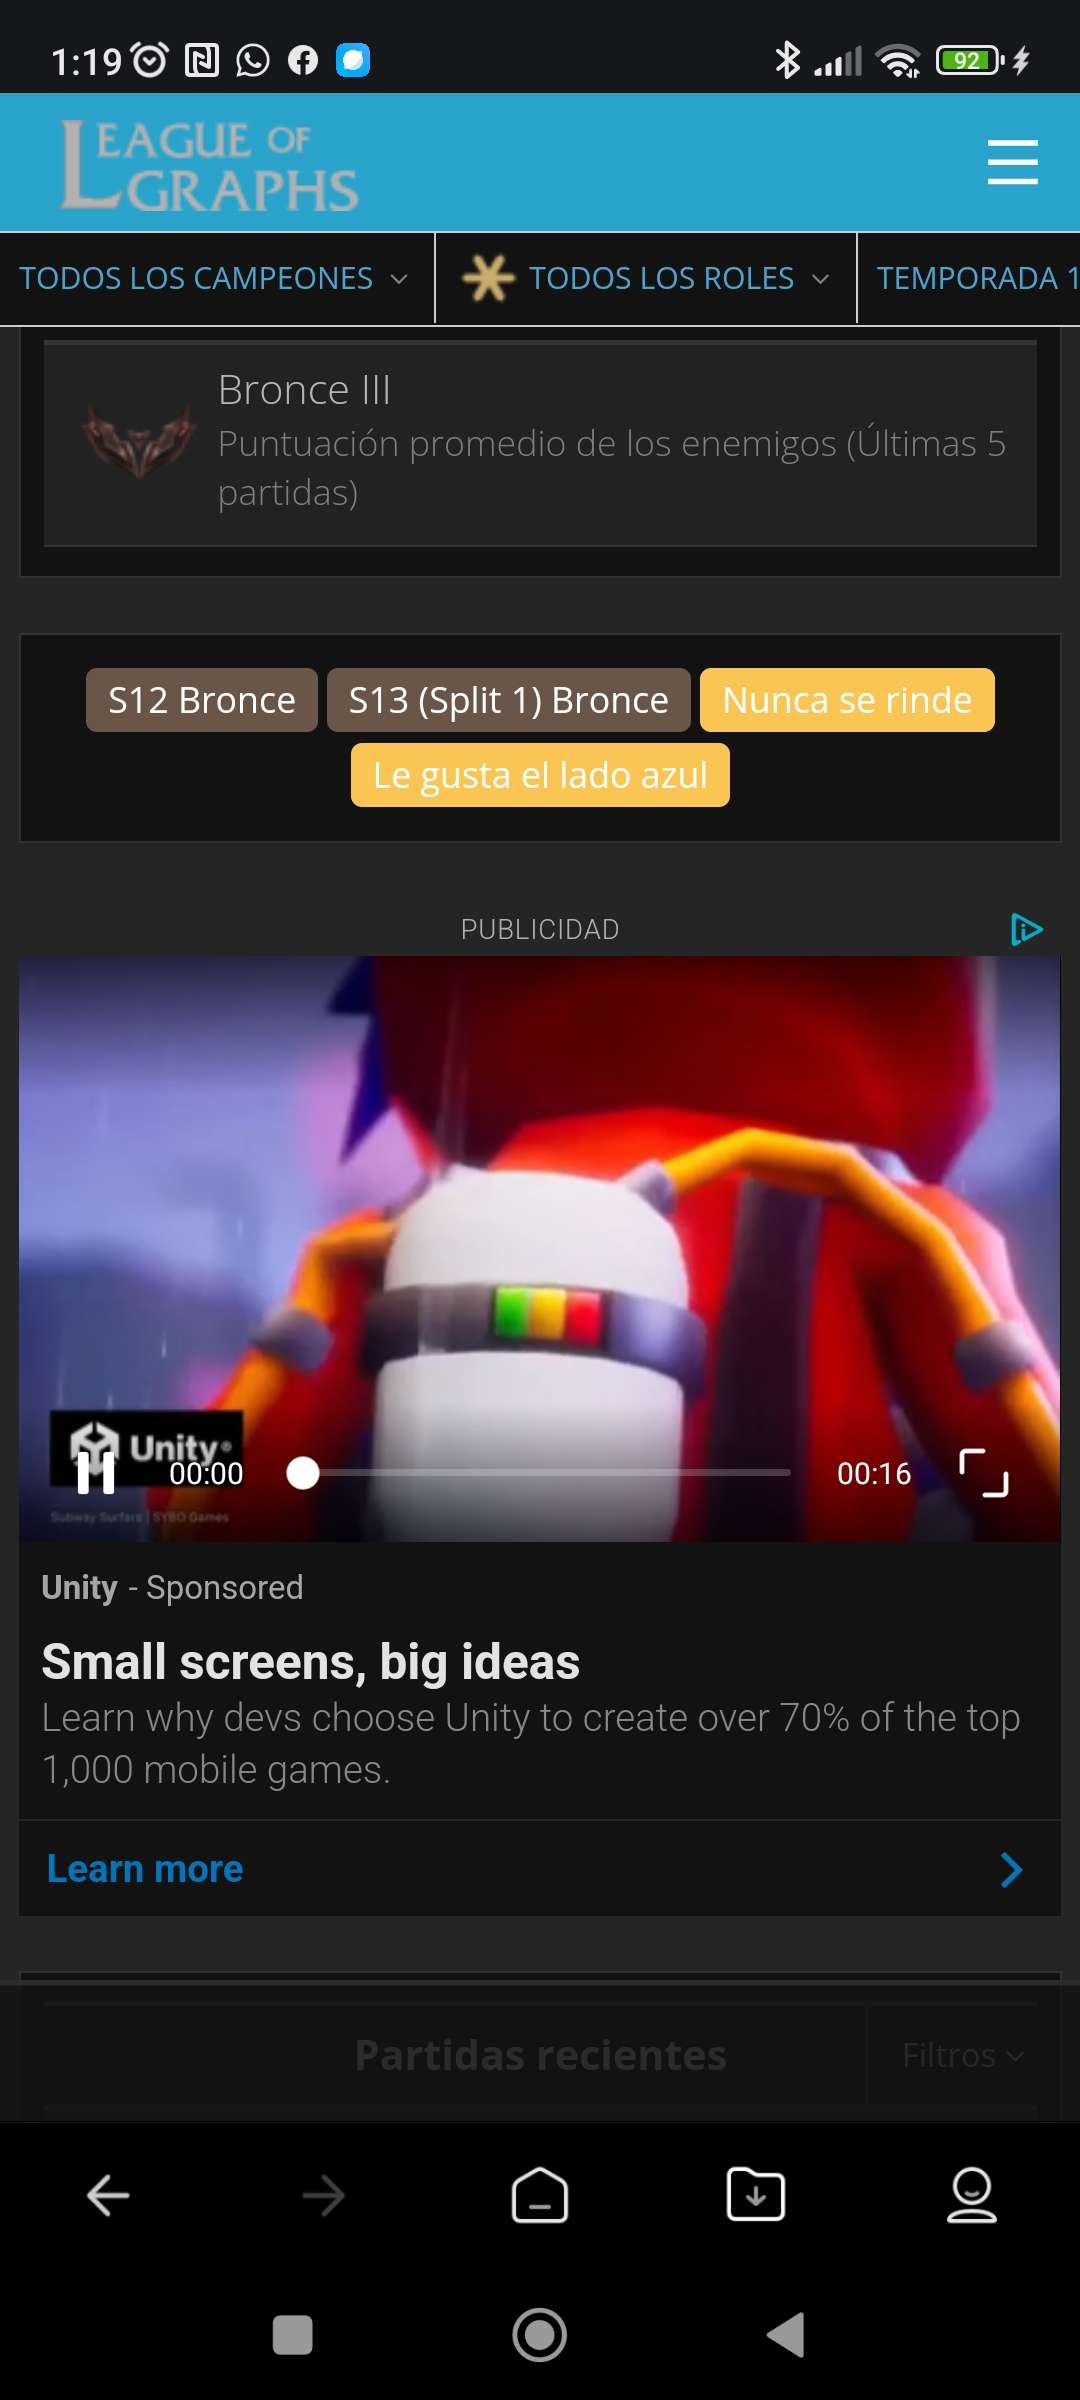 1:19
92
LEAGUE OF
GRAPHS
TODOS LOS CAMPEONES
TODOS LOS ROLES
TEMPORADA 1
Bronce III
Puntuación promedio de los enemigos (Últimas 5
partidas)
S12 Bronce
S13 (Split 1) Bronce
Nunca se rinde
Le gusta el lado azul
PUBLICIDAD
Unity®
00:00
00:16
Subway Surfers | SYBO Games
Unity - Sponsored
Small screens, big ideas
Learn why devs choose Unity to create over 70% of the top
1,000 mobile games.
Learn more
Partidas recientes
Filtros